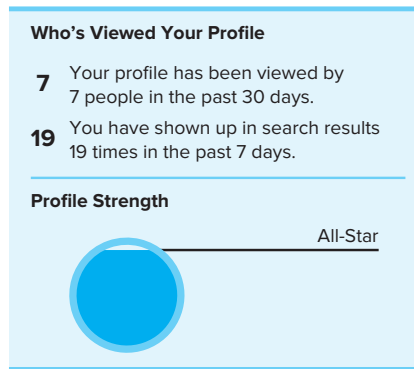 Who's Viewed Your Profile
7 Your profile has been viewed by
7 people in the past 30 days.
19 You have shown up in search results
19 times in the past 7 days.
Profile Strength
All-Star